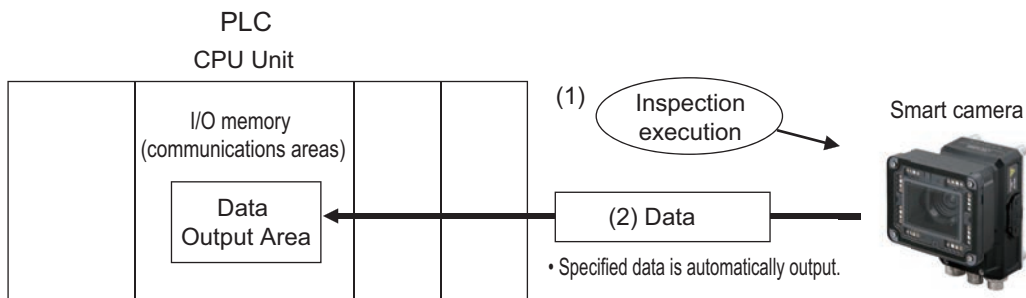 PLC
CPU Unit
I/O memory
(communications areas)
Data
Output Area
(1)
Inspection
execution
(2) Data
• Specified data is automatically output.
Smart camera